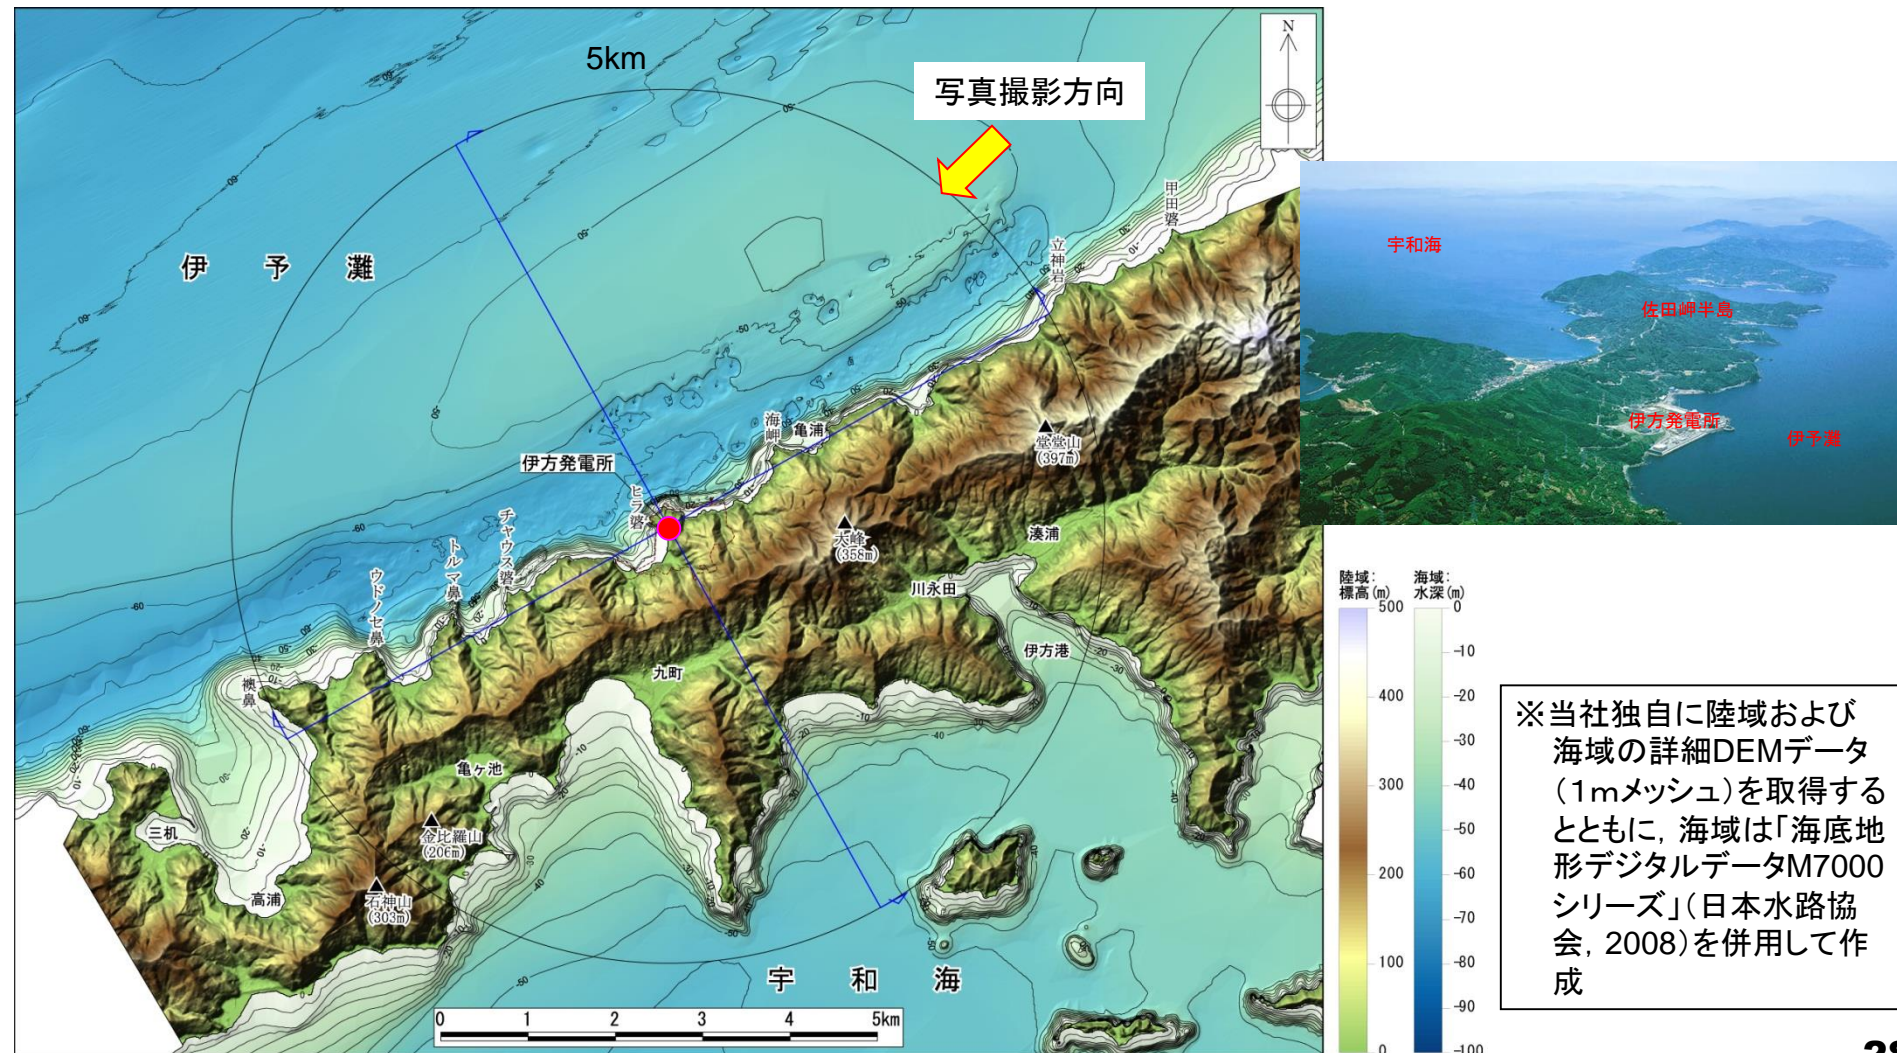 5km
写真撮影方向
N
甲田碆
立神岩
伊 予 灘
宇和海
佐田岬半島
伊方発電所
伊予灘
海岬
亀浦
堂堂山
(397m)
伊方発電所
ヒラ碆
チャウス碆
トルマ鼻
ウドノセ鼻
襖鼻
大峰
(358m)
湊浦
川永田
伊方港
九町
亀ヶ池
金比羅山
(206m)
石神山
(303m)
三机
高浦
宇 和 海
0 1 2 3 4 5km
陸域:
標高(m)
海域:
水深(m)
500
400
300
200
100
0
0
-10
-20
-30
-40
-50
-60
-70
-80
-90
-100
※当社独自に陸域および
海域の詳細DEMデータ
(1mメッシュ)を取得する
とともに，海域は「海底地
形デジタルデータM7000
シリーズ」(日本水路協
会，2008)を併用して作
成